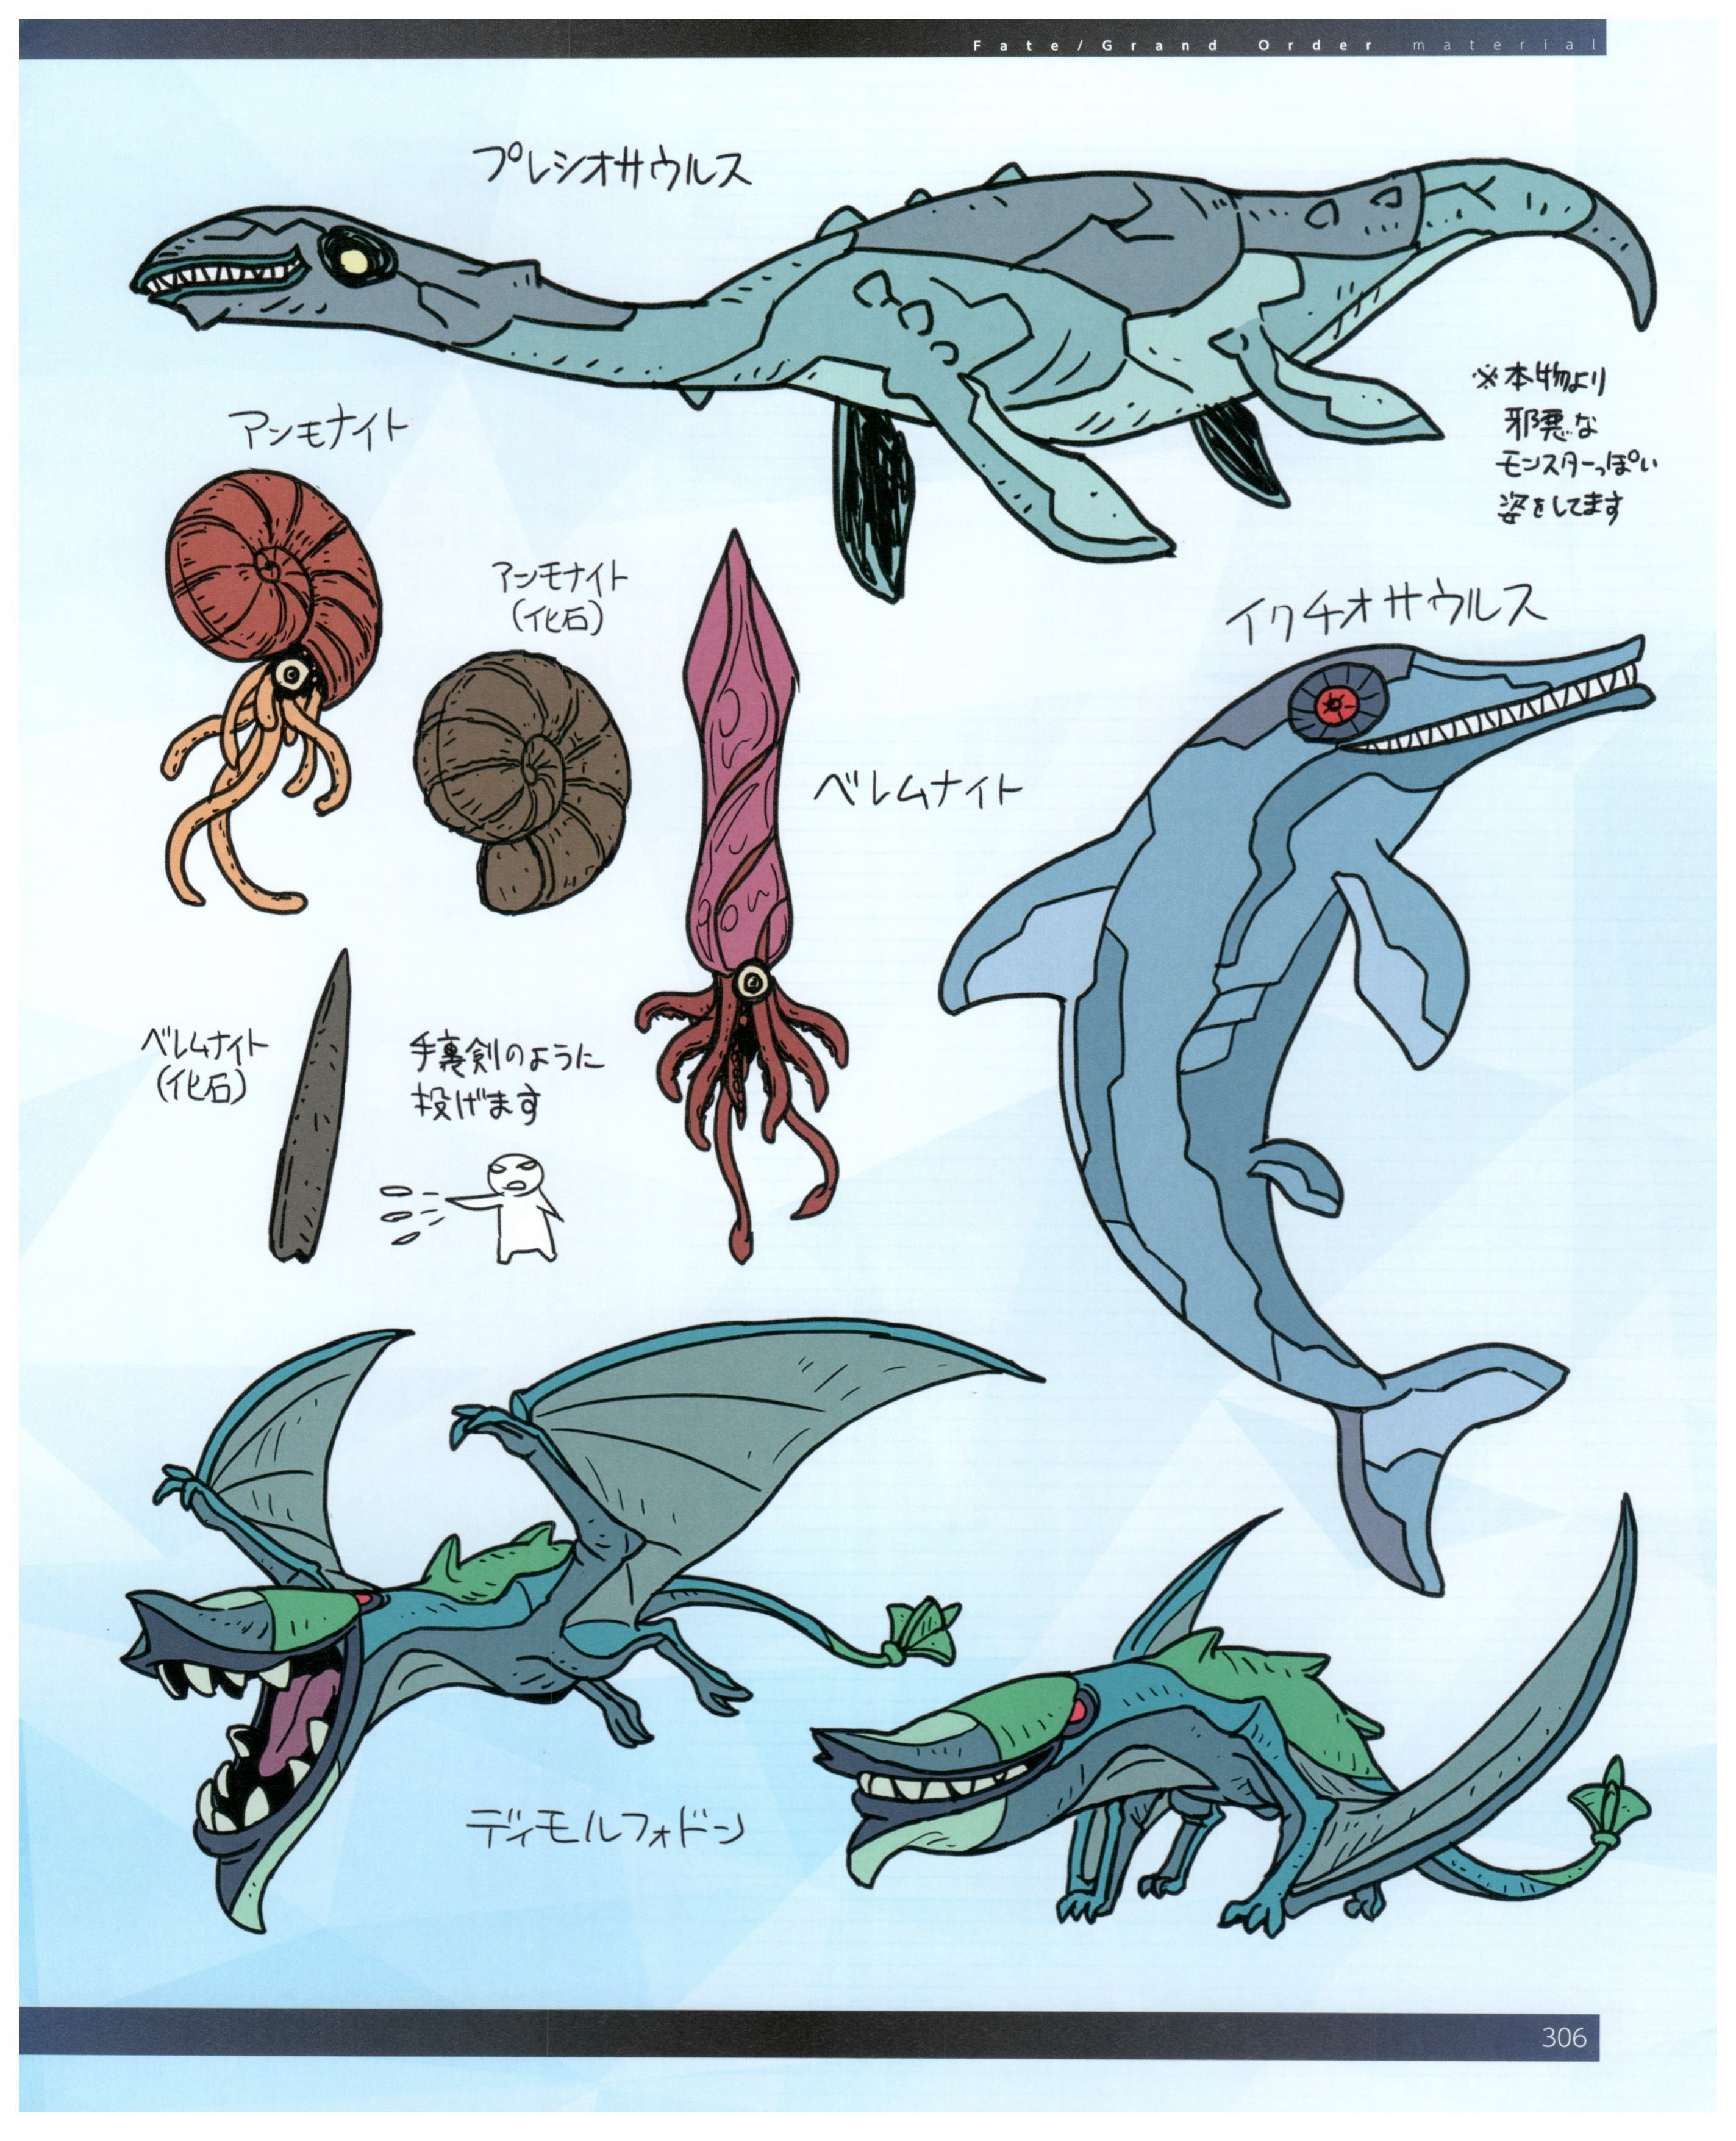 Fate/Grand Order material
プレシオサウルス
※本物より
邪悪な
モンスターっぽい
姿をしてます
アンモナイト
アンモナイト
(化石)
イクチオサウルス
ベレムナイト
ベレムナイト
(化石)
手裏剣のように
投げます
ディモルフォドン
306